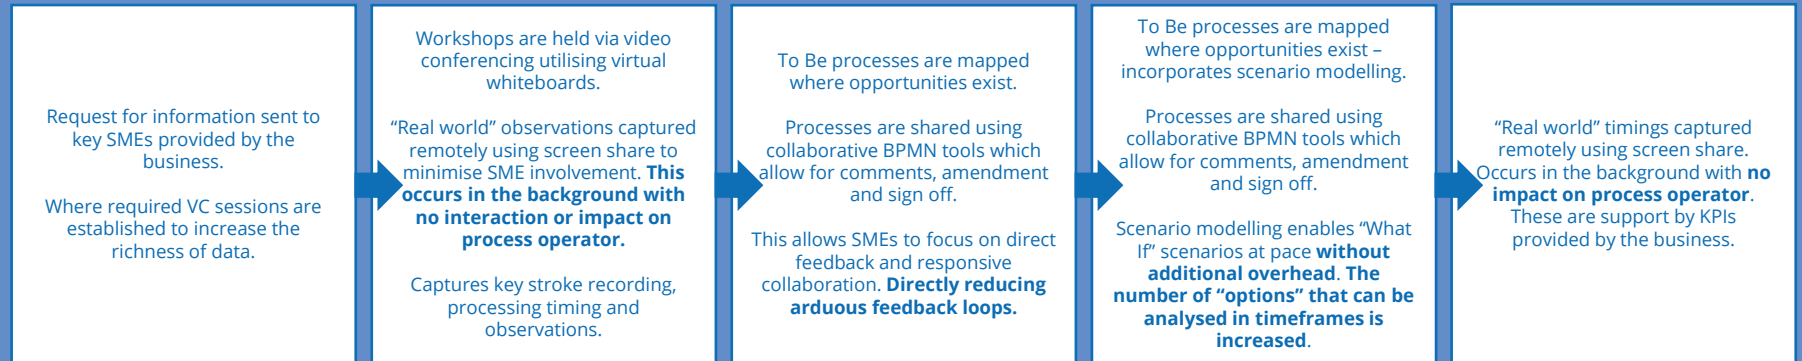 Request for information sent to
key SMEs provided by the
business.
Where required VC sessions are
established to increase the
richness of data.
Workshops are held via video
conferencing utilising virtual
whiteboards.
“Real world” observations captured
remotely using screen share to
minimise SME involvement. This
occurs in the background with
no interaction or impact on
process operator.
Captures key stroke recording,
processing timing and
observations.
To Be processes are mapped
where opportunities exist.
Processes are shared using
collaborative BPMN tools which
allow for comments, amendment
and sign off.
This allows SMEs to focus on direct
feedback and responsive
collaboration. Directly reducing
arduous feedback loops.
To Be processes are mapped
where opportunities exist –
incorporates scenario modelling.
Processes are shared using
collaborative BPMN tools which
allow for comments, amendment
and sign off.
Scenario modelling enables “What
If” scenarios at pace without
additional overhead. The
number of “options” that can be
analysed in timeframes is
increased.
“Real world” timings captured
remotely using screen share.
Occurs in the background with no
impact on process operator.
These are support by KPIs
provided by the business.